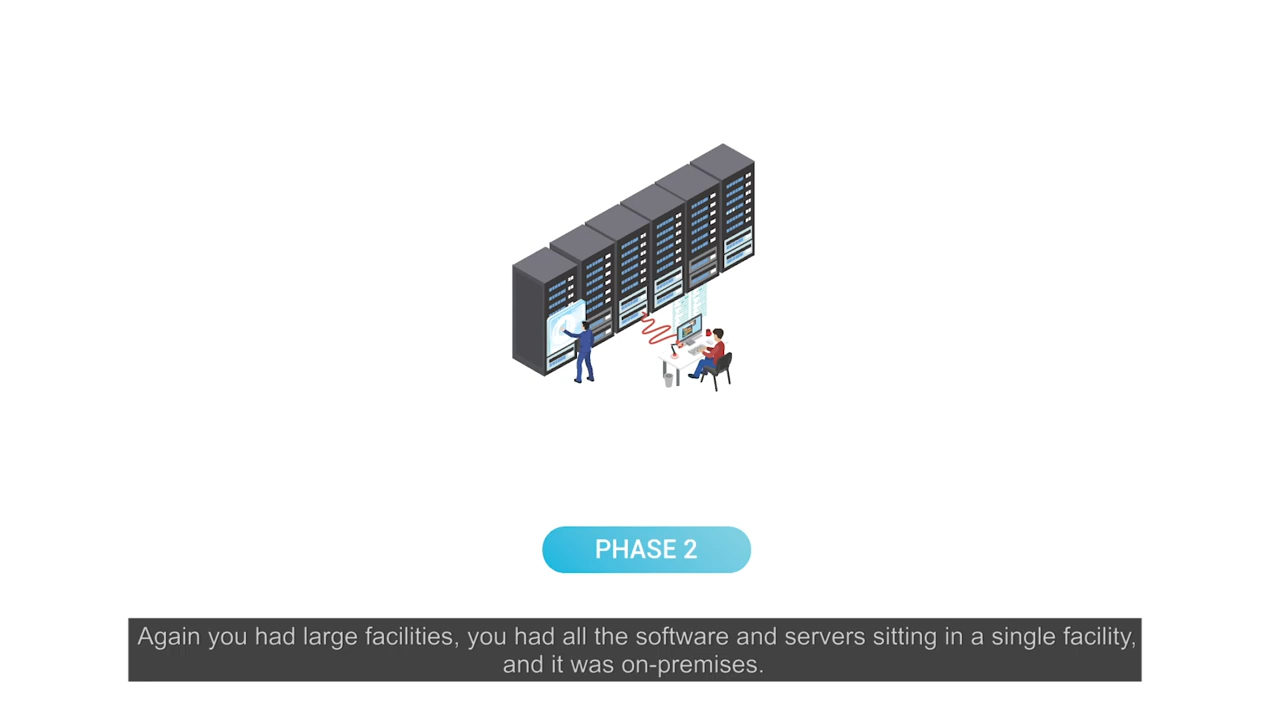 PHASE 2
Again you had large facilities, you had all the software and servers sitting in a single facility,
and it was on-premises.